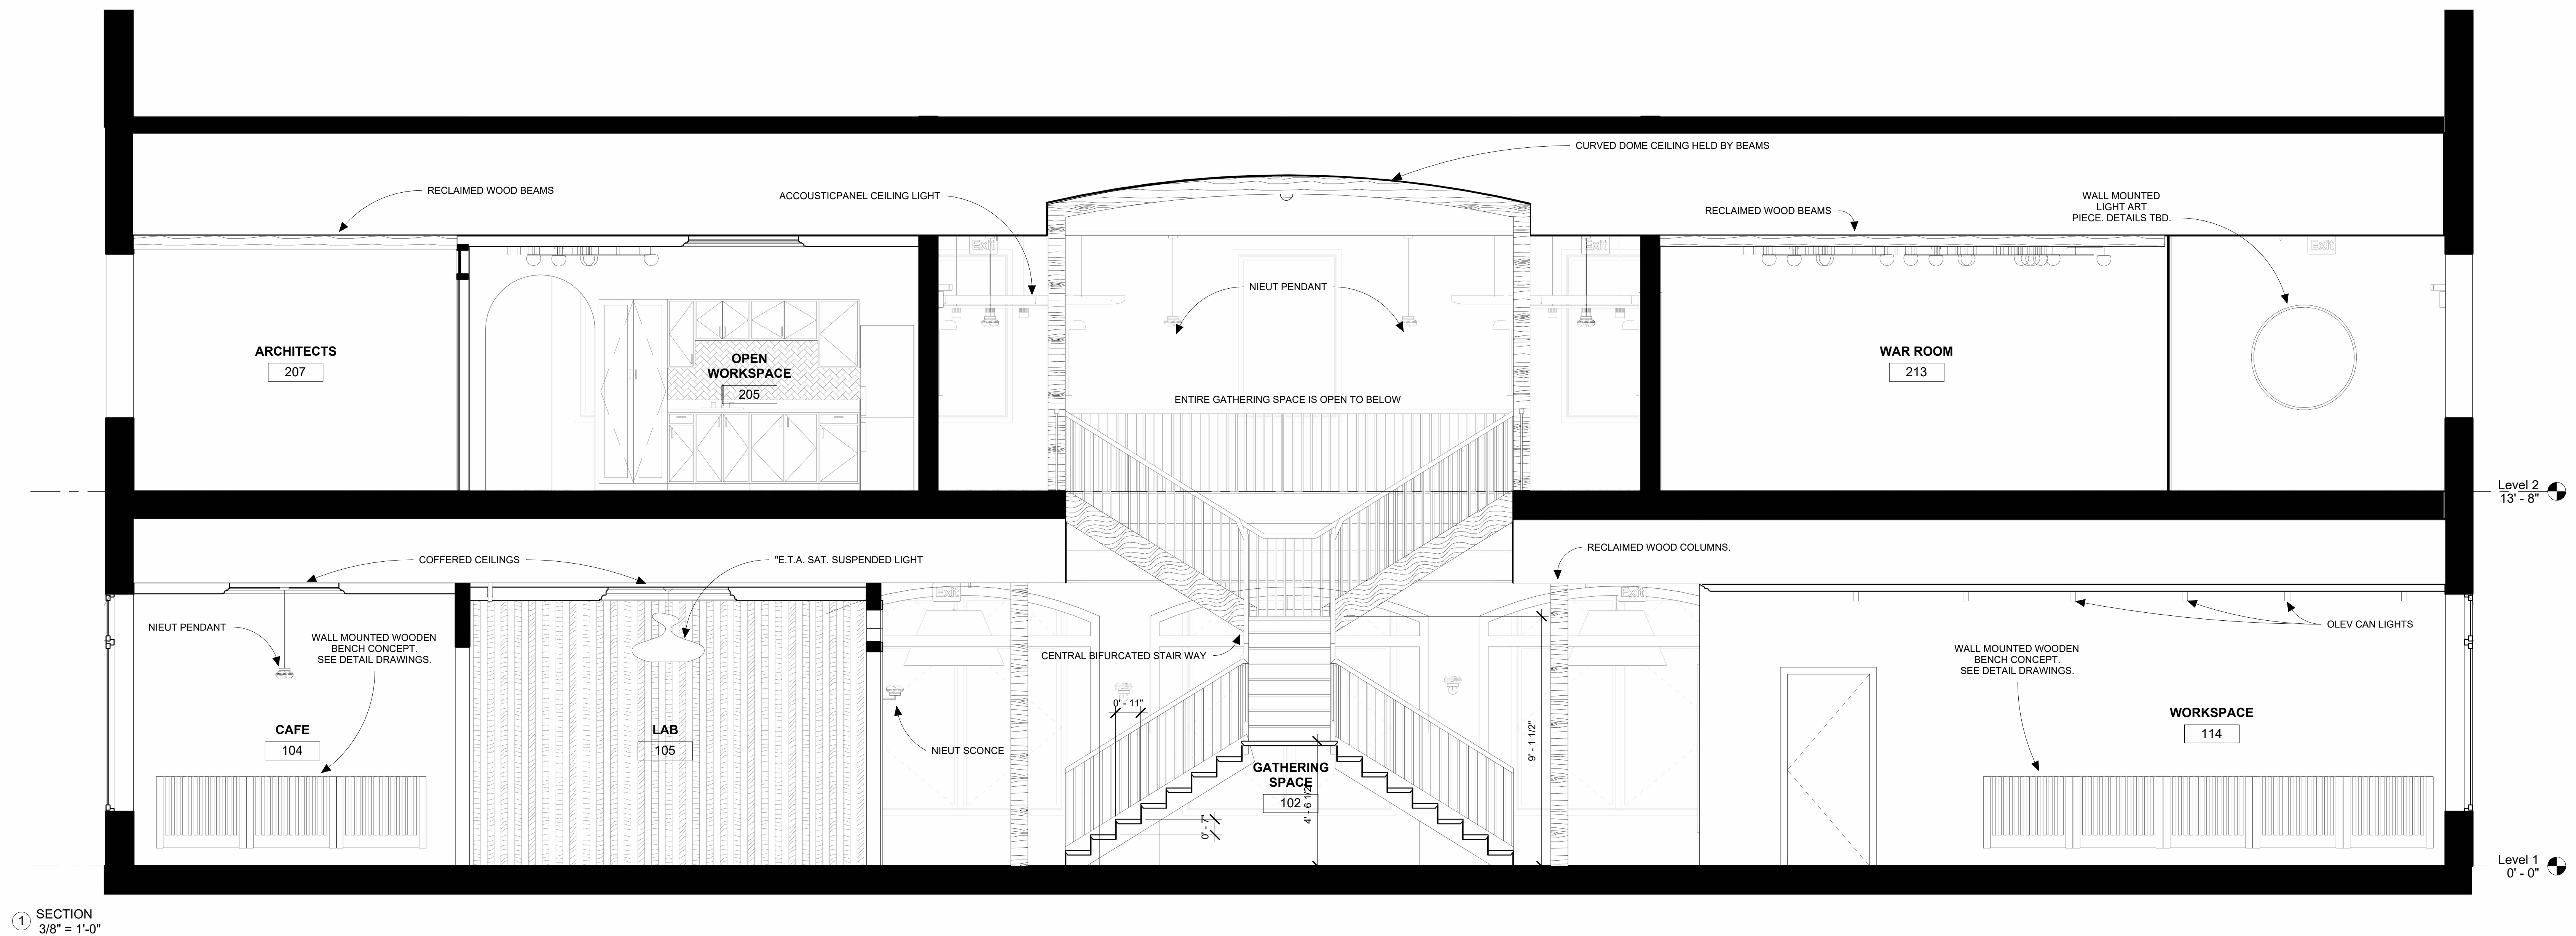 CURVED DOME CEILING HELD BY BEAMS
RECLAIMED WOOD BEAMS
ACCOUSTICPANEL CEILING LIGHT
RECLAIMED WOOD BEAMS
WALL MOUNTED
LIGHT ART
PIECE. DETAILS TBD.
Exit
Exit
Exit
NIEUT PENDANT
ARCHITECTS
207
OPEN
WORKSPACE
205
WAR ROOM
213
ENTIRE GATHERING SPACE IS OPEN TO BELOW
Level 2
13' - 8"
COFFERED CEILINGS
"E.T.A. SAT. SUSPENDED LIGHT
RECLAIMED WOOD COLUMNS.
Exit
Exit
NIEUT PENDANT
WALL MOUNTED WOODEN
BENCH CONCEPT.
SEE DETAIL DRAWINGS.
OLEV CAN LIGHTS
CENTRAL BIFURCATED STAIR WAY
WALL MOUNTED WOODEN
BENCH CONCEPT.
SEE DETAIL DRAWINGS.
0' - 11"
CAFE
104
LAB
105
NIEUT SCONCE
9' - 1 1/2"
WORKSPACE
114
GATHERING
SPACE
102
4' - 6 1/2"
0' - 7"
Level 1
0' - 0"
1
SECTION
3/8" = 1'-0"